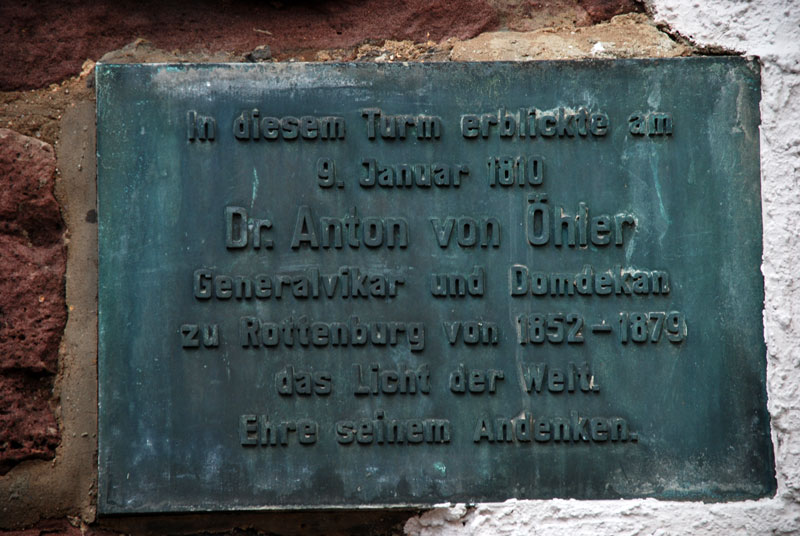 In diesem Turm erblickte am
9. Januar 1810
Dr. Anton von Öhler
Generalvikar und Domdekan
zu Rottenburg von 1852-1879
das Licht der Welt.
Ehre seinem Andenken.